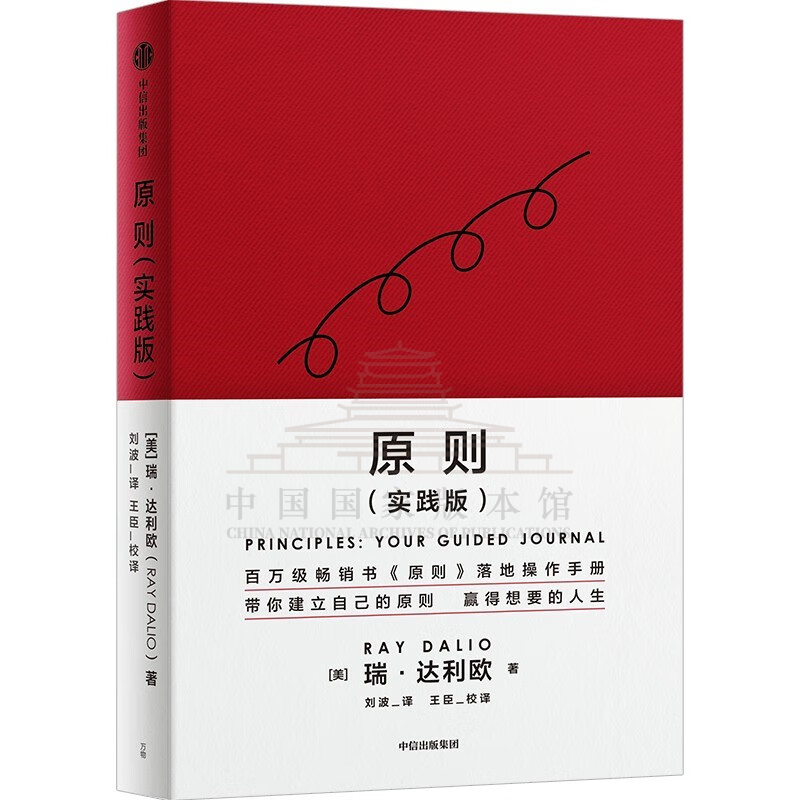 中信出版集团
原则(实践版)
[美]瑞·达利欧(RAY DALIO)著
刘波_译 王臣_校译
万物
原则
(实践版)
中国国家版本馆
CHINA NATIONAL ARCHIVES OF PUBLICATIONS
PRINCIPLES: YOUR GUIDED JOURNAL
百万级畅销书《原则》落地操作手册
带你建立自己的原则 赢得想要的人生
RAY DALIO
[美] 瑞·达利欧 著
刘波_译 王臣_校译
中信出版集团